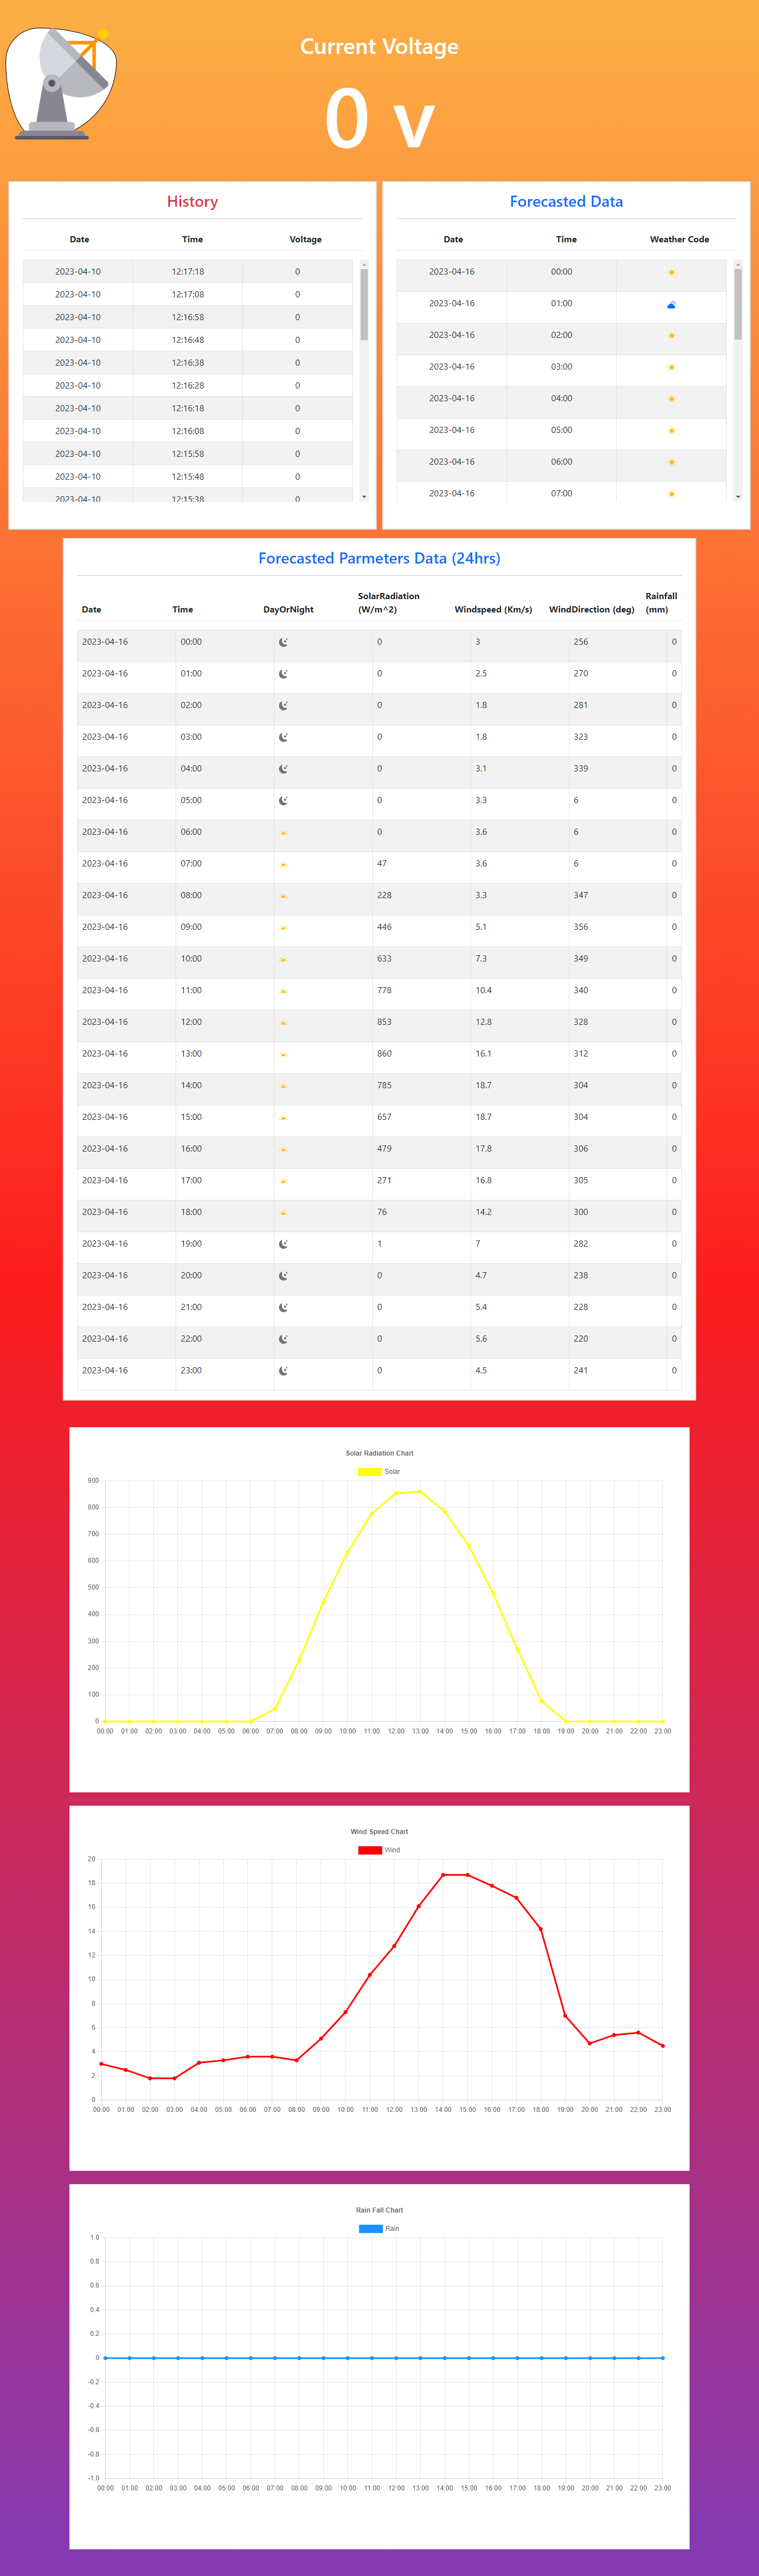 Current Voltage
0 v
History
Date Time Voltage
2023-04-10 12:17:18 0
2023-04-10 12:17:08 0
2023-04-10 12:16:58 0
2023-04-10 12:16:48 0
2023-04-10 12:16:38 0
2023-04-10 12:16:28 0
2023-04-10 12:16:18 0
2023-04-10 12:16:08 0
2023-04-10 12:15:58 0
2023-04-10 12:15:48 0
2023-04-10 12:15:38 0
Forecasted Data
Date Time Weather Code
2023-04-16 00:00
2023-04-16 01:00
2023-04-16 02:00
2023-04-16 03:00
2023-04-16 04:00
2023-04-16 05:00
2023-04-16 06:00
2023-04-16 07:00
Forecasted Parmeters Data (24hrs)
Date Time DayOrNight SolarRadiation (W/m^2) Windspeed (Km/s) WindDirection (deg) Rainfall (mm)
2023-04-16 00:00 0 3 256 0
2023-04-16 01:00 0 2.5 270 0
2023-04-16 02:00 0 1.8 281 0
2023-04-16 03:00 0 1.8 323 0
2023-04-16 04:00 0 3.1 339 0
2023-04-16 05:00 0 3.3 6 0
2023-04-16 06:00 0 3.6 6 0
2023-04-16 07:00 47 3.6 6 0
2023-04-16 08:00 228 3.3 347 0
2023-04-16 09:00 446 5.1 356 0
2023-04-16 10:00 633 7.3 349 0
2023-04-16 11:00 778 10.4 340 0
2023-04-16 12:00 853 12.8 328 0
2023-04-16 13:00 860 16.1 312 0
2023-04-16 14:00 785 18.7 304 0
2023-04-16 15:00 657 18.7 304 0
2023-04-16 16:00 479 17.8 306 0
2023-04-16 17:00 271 16.8 305 0
2023-04-16 18:00 76 14.2 300 0
2023-04-16 19:00 1 7 282 0
2023-04-16 20:00 0 4.7 238 0
2023-04-16 21:00 0 5.4 228 0
2023-04-16 22:00 0 5.6 220 0
2023-04-16 23:00 0 4.5 241 0
Solar Radiation Chart
Solar
900
800
700
600
500
400
300
200
100
0
00:00 01:00 02:00 03:00 04:00 05:00 06:00 07:00 08:00 09:00 10:00 11:00 12:00 13:00 14:00 15:00 16:00 17:00 18:00 19:00 20:00 21:00 22:00 23:00
Wind Speed Chart
Wind
20
18
16
14
12
10
8
6
4
2
0
00:00 01:00 02:00 03:00 04:00 05:00 06:00 07:00 08:00 09:00 10:00 11:00 12:00 13:00 14:00 15:00 16:00 17:00 18:00 19:00 20:00 21:00 22:00 23:00
Rain Fall Chart
Rain
1.0
0.8
0.6
0.4
0.2
0
-0.2
-0.4
-0.6
-0.8
-1.0
00:00 01:00 02:00 03:00 04:00 05:00 06:00 07:00 08:00 09:00 10:00 11:00 12:00 13:00 14:00 15:00 16:00 17:00 18:00 19:00 20:00 21:00 22:00 23:00